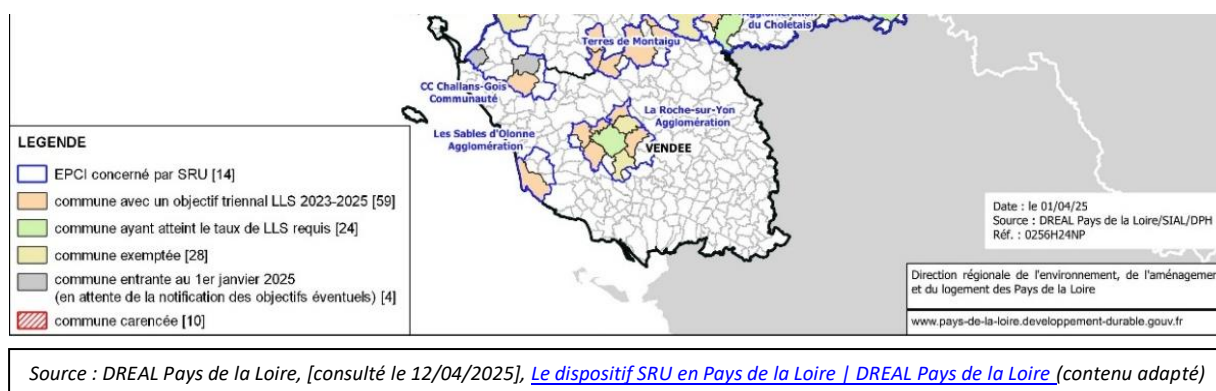 Agglomération
du Choletais
Terres de Montaigu
CC Challans-Gois
Communauté
La Roche-sur-Yon
Agglomération
Les Sables d'Olonne
Agglomération
VENDEE
LEGENDE
EPCI concerné par SRU [14]
commune avec un objectif triennal LLS 2023-2025 [59]
commune ayant atteint le taux de LLS requis [24]
commune exemptée [28]
commune entrante au 1er janvier 2025
(en attente de la notification des objectifs éventuels) [4]
commune carencée [10]
Date : le 01/04/25
Source : DREAL Pays de la Loire/SIAL/DPH
Réf. : 0256H24NP
Direction régionale de l'environnement, de l'aménagemen
et du logement des Pays de la Loire
www.pays-de-la-loire.developpement-durable.gouv.fr
Source : DREAL Pays de la Loire, [consulté le 12/04/2025], Le dispositif SRU en Pays de la Loire | DREAL Pays de la Loire (contenu adapté)